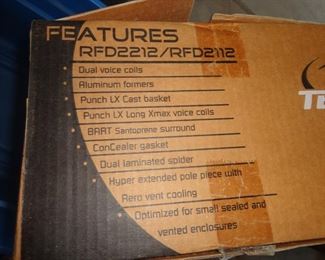 FEATURES
RFD2212/RFD2112
Dual voice coils
Aluminum formers
Punch LX Cast basket
Punch LX Long Xmax voice coils
BART Santoprene surround
ConCealer gasket
Dual laminated spider
Hyper extended pole piece with
Aero vent cooling
Optimized for small sealed and
vented enclosures